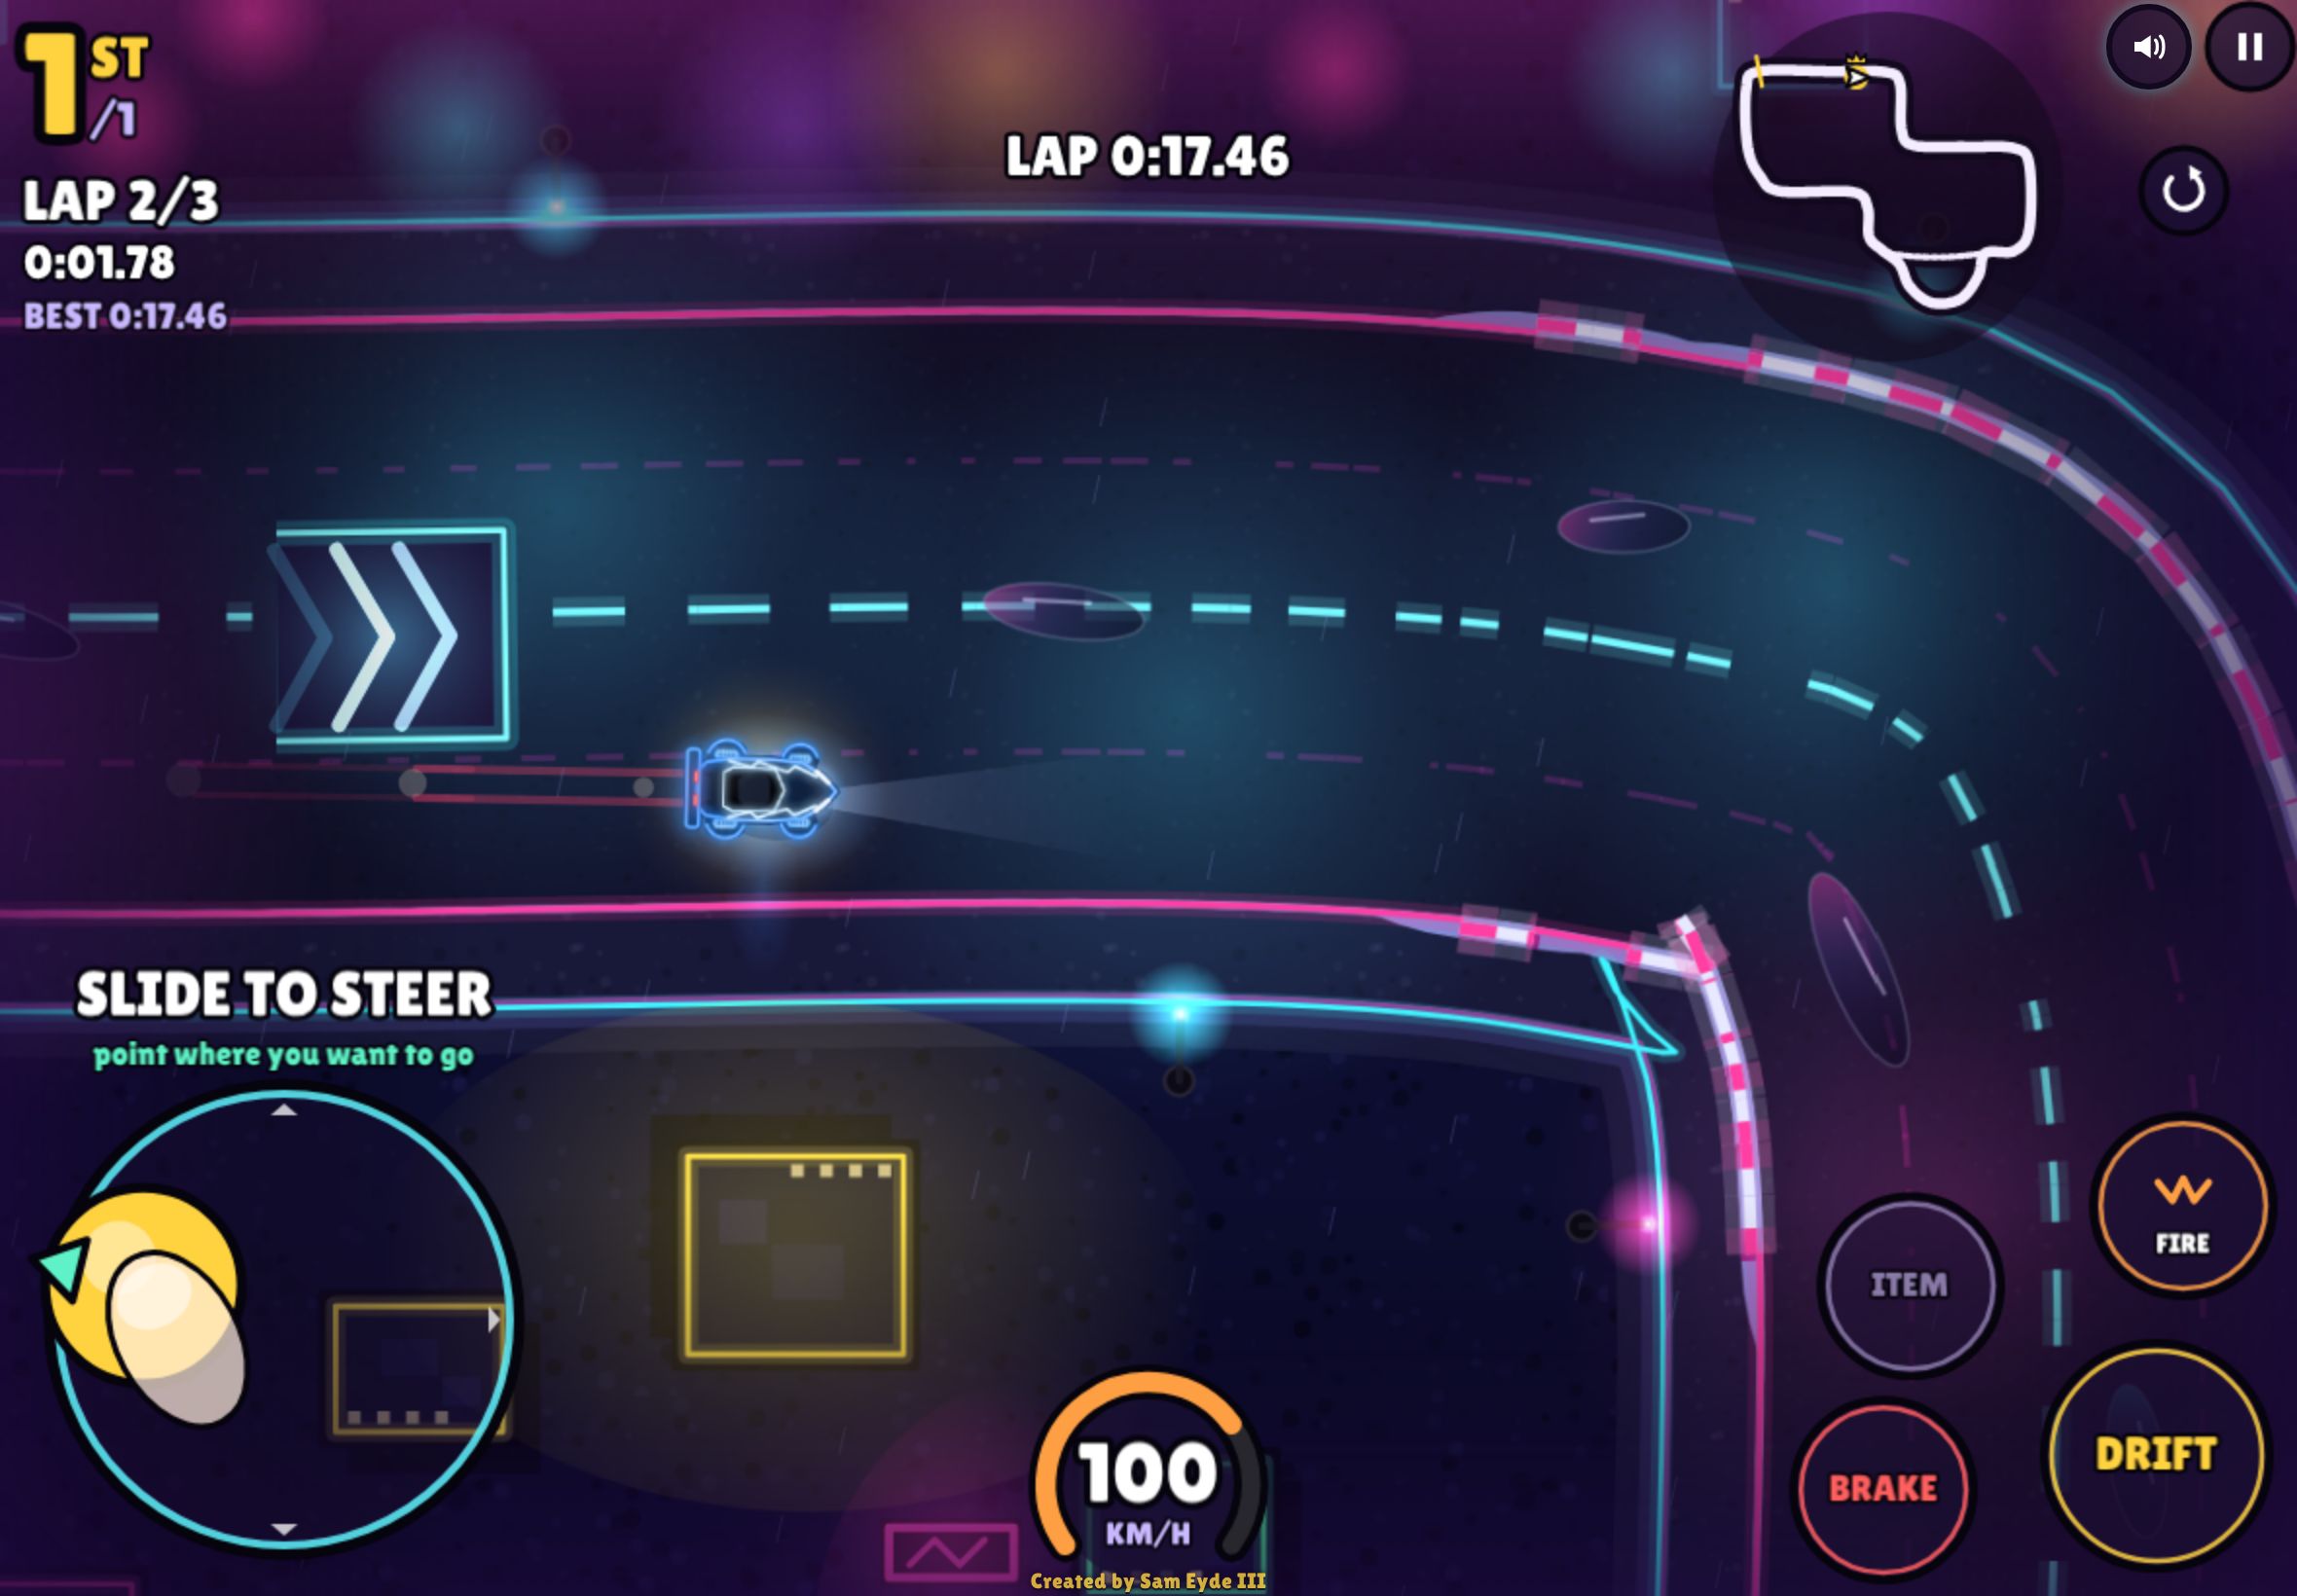 1ST
/1
LAP 2/3
0:01.78
BEST 0:17.46
LAP 0:17.46
SLIDE TO STEER
point where you want to go
FIRE
ITEM
DRIFT
BRAKE
100
KM/H
Created by Sam Eyde III